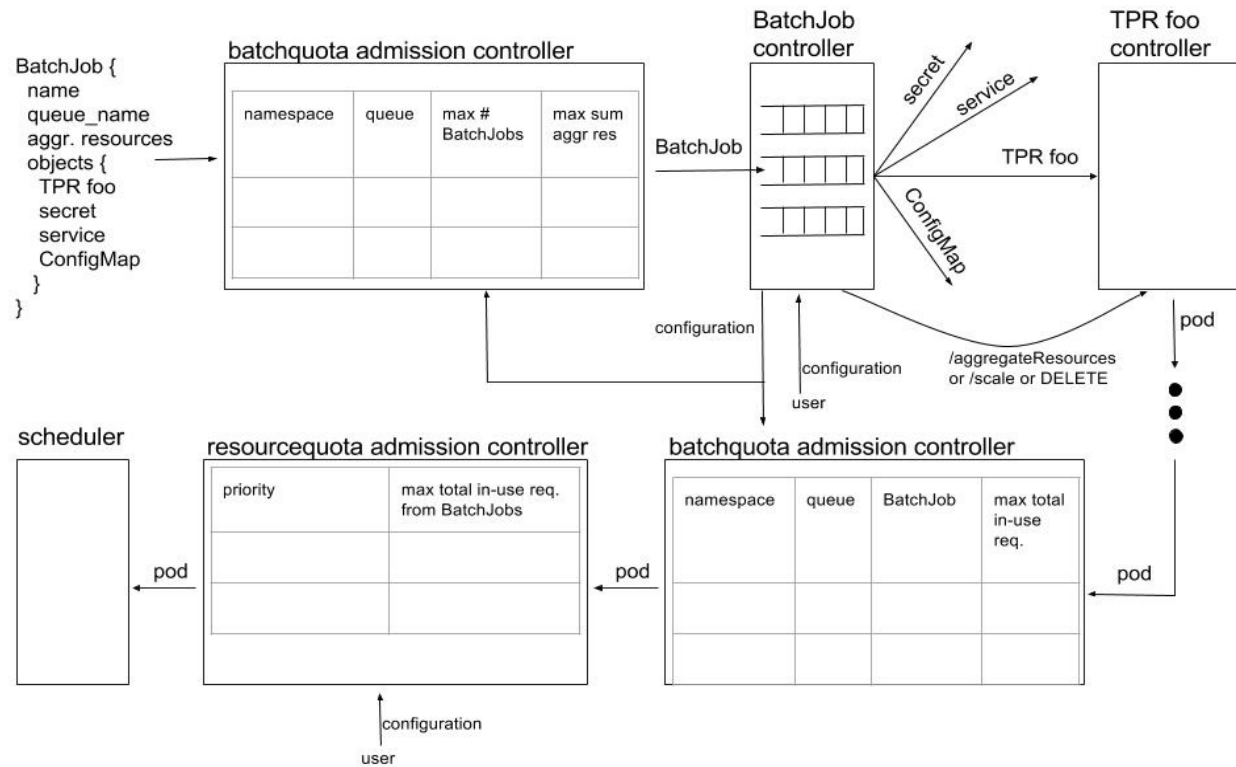 BatchJob {
name
queue_name
aggr. resources
objects {
TPR foo
secret
service
ConfigMap
}
}
batchquota admission controller
namespace
queue
max #
BatchJobs
max sum
aggr res
BatchJob
BatchJob
controller
secret
service
TPR foo
ConfigMap
TPR foo
controller
configuration
configuration
user
/aggregateResources
or /scale or DELETE
pod
scheduler
resourcequota admission controller
priority
max total in-use req.
from BatchJobs
batchquota admission controller
namespace
queue
BatchJob
max total
in-use
req.
pod
pod
pod
configuration
user